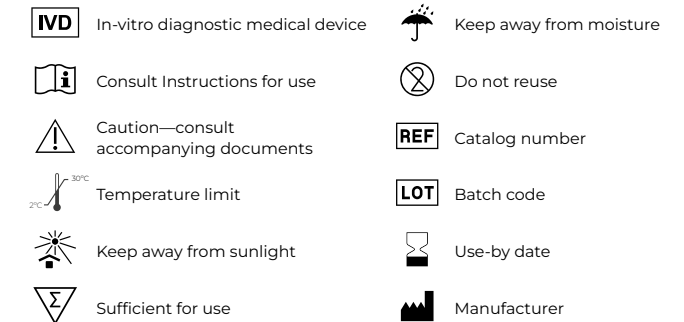 IVD In-vitro diagnostic medical device
Consult Instructions for use
Caution—consult
accompanying documents
30°C
2°C
Temperature limit
Keep away from sunlight
Σ Sufficient for use
Keep away from moisture
2 Do not reuse
REF Catalog number
LOT Batch code
Use-by date
Manufacturer